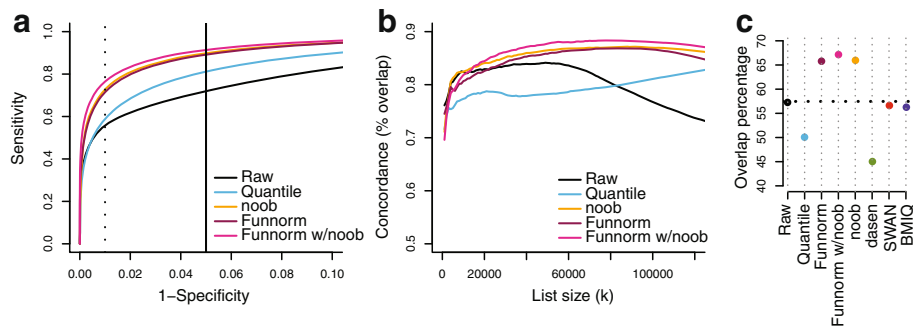 a
Sensitivity
1.0
0.8
0.6
0.4
0.2
0.0
0.00 0.02 0.04 0.06 0.08 0.10
1−Specificity
Raw
Quantile
noob
Funnorm
Funnorm w/noob
b
Concordance (% overlap)
0.9
0.8
0.7
0.6
0.5
0 20000 60000 100000
List size (k)
Raw
Quantile
noob
Funnorm
Funnorm w/noob
c
Overlap percentage
70
65
60
55
50
45
40
Raw
Quantile
Funnorm
Funnorm w/noob
noob
dasen
SWAN
BMIQ